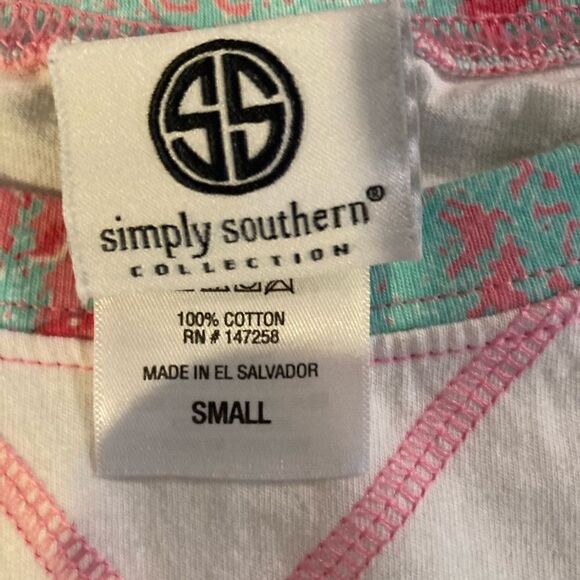 SS
simply southern®
COLLECTION
100% COTTON
RN # 147258
MADE IN EL SALVADOR
SMALL